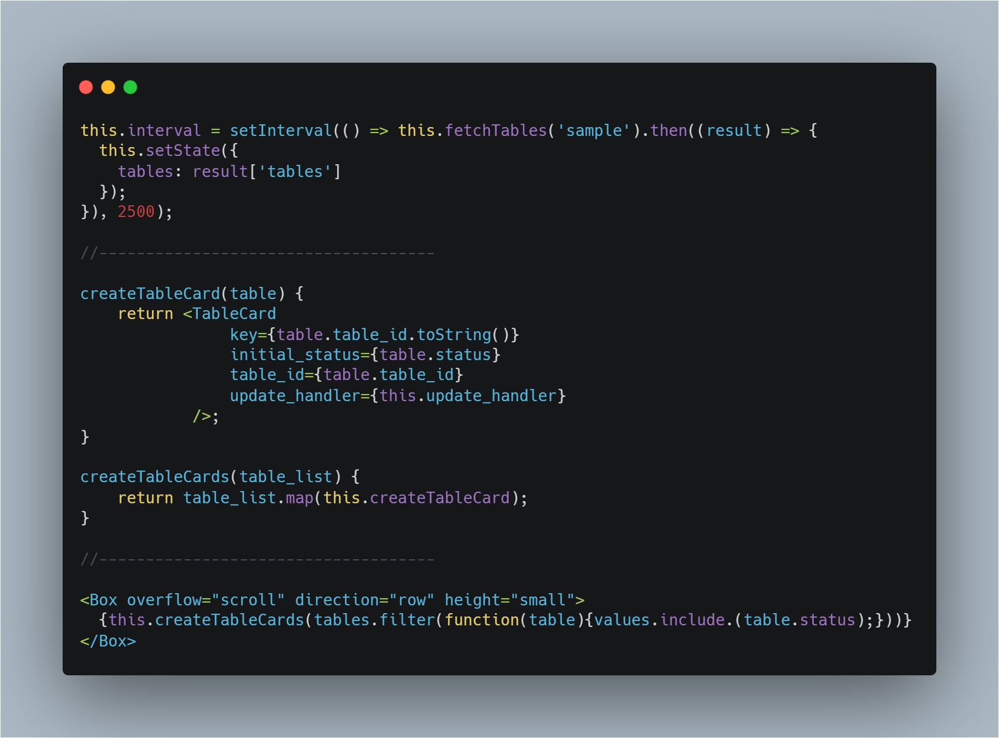 this.interval = setInterval(() => this.fetchTables('sample').then((result) => {
  this.setState({
    tables: result['tables']
  });
}), 2500);
//------------------------------------
createTableCard(table) {
    return <TableCard
                key={table.table_id.toString()}
                initial_status={table.status}
                table_id={table.table_id}
                update_handler={this.update_handler}
            />;
}
createTableCards(table_list) {
    return table_list.map(this.createTableCard);
}
//------------------------------------
<Box overflow="scroll" direction="row" height="small">
  {this.createTableCards(tables.filter(function(table){values.include.(table.status);}))}
</Box>